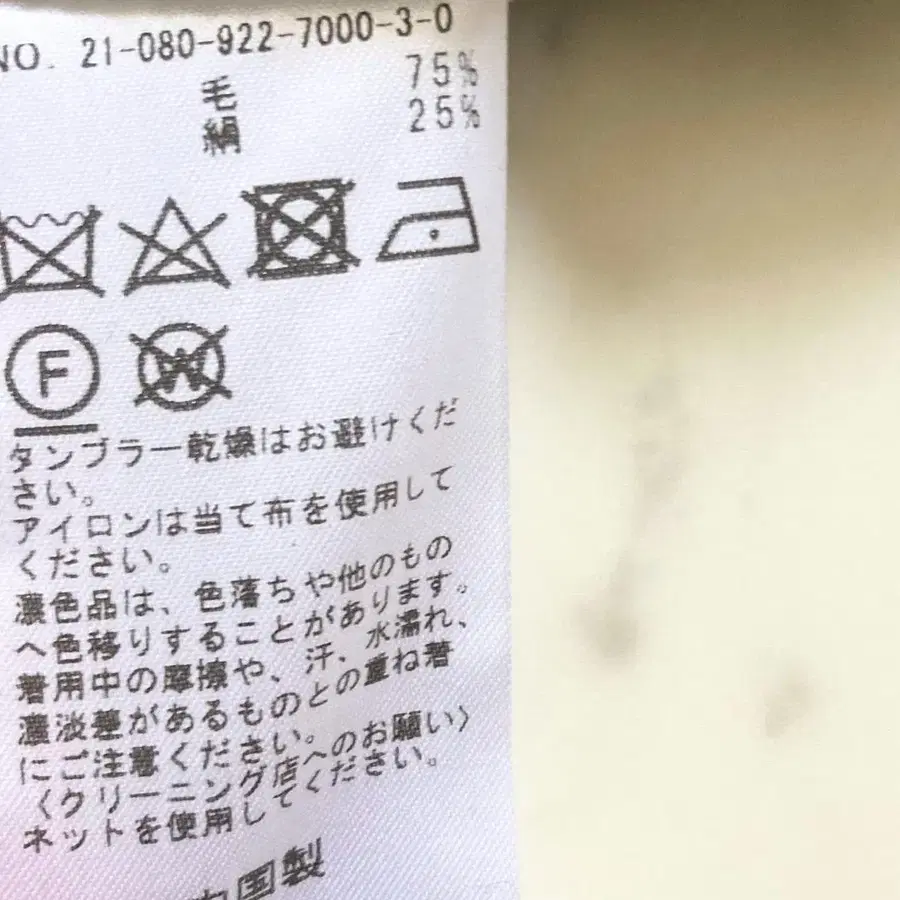 NO. 21-080-922-7000-3-0
毛 75%
絹 25%
F
W
タンブラー乾燥はお避けくだ
さい。
アイロンは当て布を使用して
ください。
濃色品は、色落ちや他のもの
へ色移りすることがあります。
着用中の摩擦や、汗、水濡れ、
濃淡差があるものとの重ね着
にご注意ください。
〈クリーニング店へのお願い〉
ネットを使用してください。
中国製